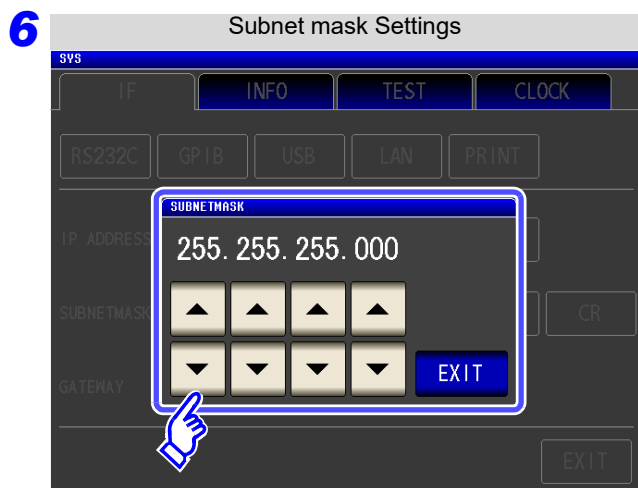 6
Subnet mask Settings
SYS
IF INFO TEST CLOCK
RS232C GPIB USB LAN PRINT
SUBNETMASK
IP ADDRESS
255. 255. 255. 000
SUBNETMASK
CR
GATEWAY
EXIT
EXIT